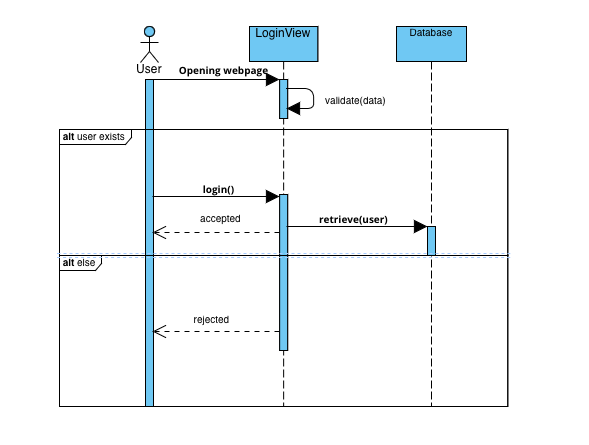 LoginView
Database
User
Opening webpage
validate(data)
alt user exists
login()
accepted
retrieve(user)
alt else
rejected